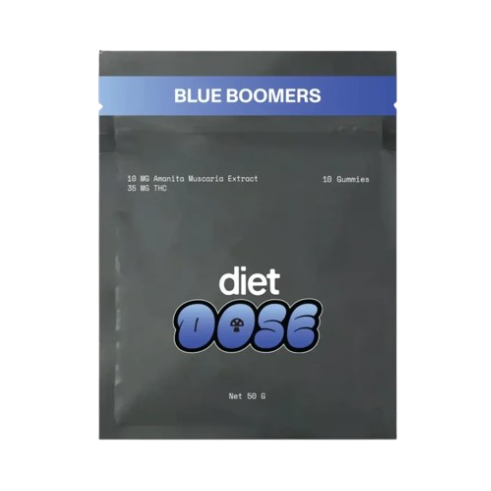 BLUE BOOMERS
10 MG Amanita Muscaria Extract
35 MG THC
10 Gummies
diet
DOSE
Net 50 G